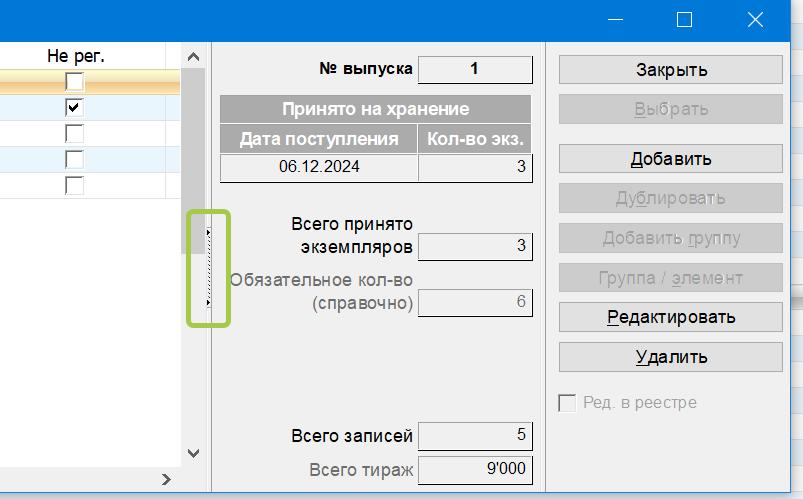 Не рег.
№ выпуска 1
Принято на хранение
Дата поступления Кол-во экз.
06.12.2024 3
Всего принято
экземпляров 3
Обязательное кол-во
(справочно) 6
Всего записей 5
Всего тираж 9'000
Закрыть
Выбрать
Добавить
Дублировать
Добавить группу
Группа / элемент
Редактировать
Удалить
Ред. в реестре